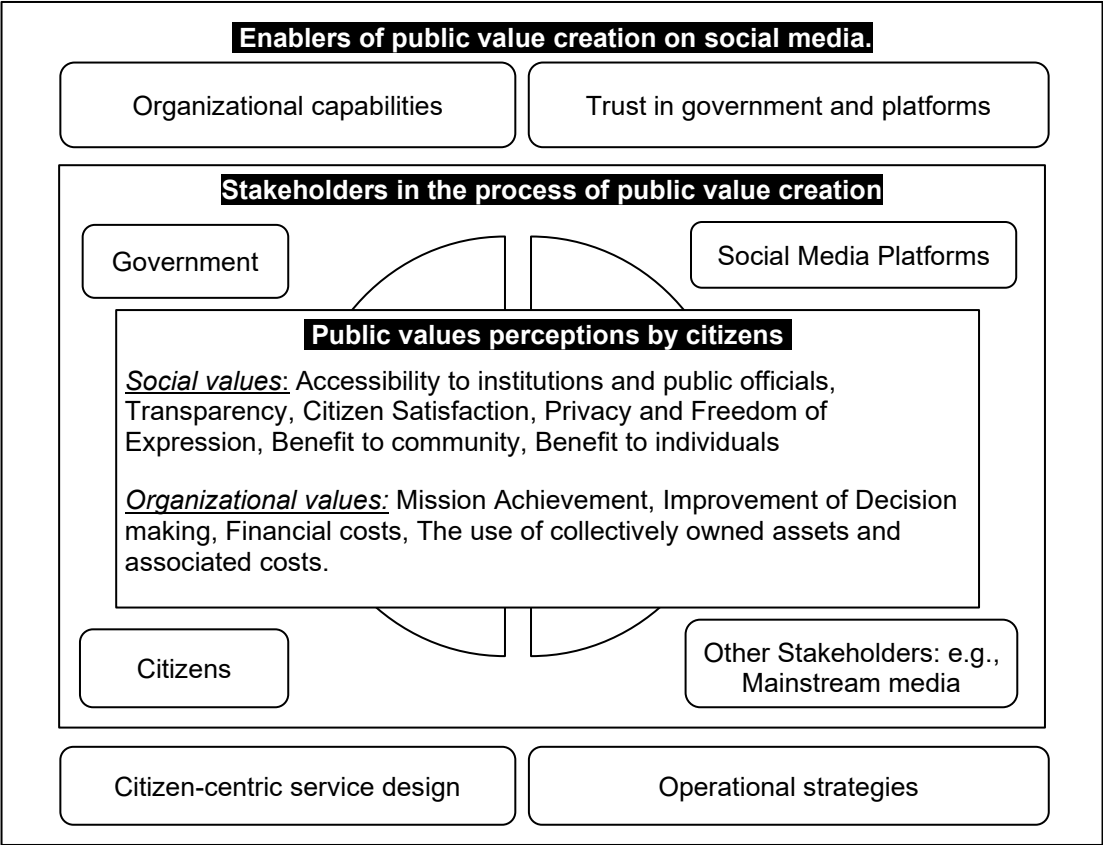 Enablers of public value creation on social media.
Organizational capabilities
Trust in government and platforms
Stakeholders in the process of public value creation
Government
Social Media Platforms
Public values perceptions by citizens
Social values: Accessibility to institutions and public officials,
Transparency, Citizen Satisfaction, Privacy and Freedom of
Expression, Benefit to community, Benefit to individuals
Organizational values: Mission Achievement, Improvement of Decision
making, Financial costs, The use of collectively owned assets and
associated costs.
Citizens
Other Stakeholders: e.g.,
Mainstream media
Citizen-centric service design
Operational strategies